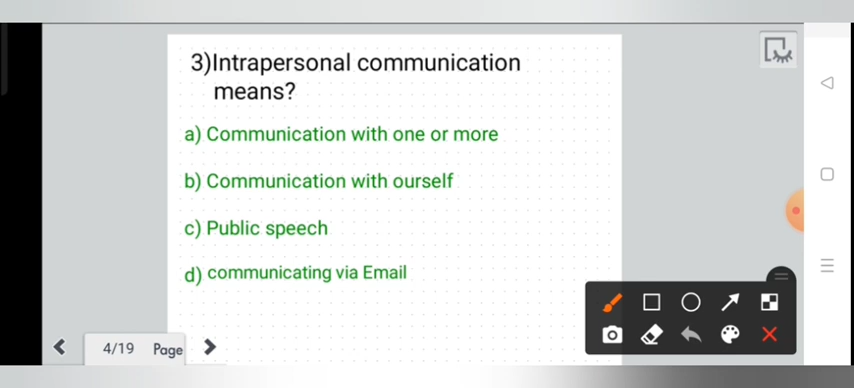 3)Intrapersonal communication
means?
a) Communication with one or more
b) Communication with ourself
c) Public speech
d) communicating via Email
4/19 Page